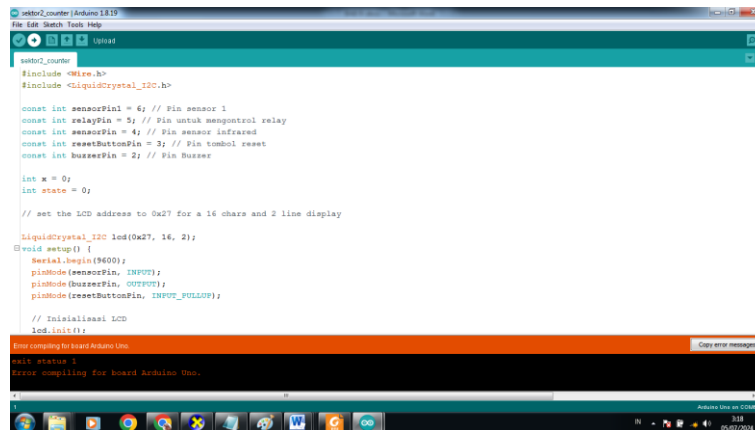 sektor2_counter | Arduino 1.8.19
File Edit Sketch Tools Help
Upload
sektor2_counter
#include <Wire.h>
#include <LiquidCrystal_I2C.h>
const int sensorPin1 = 6; // Pin sensor 1
const int relayPin = 5; // Pin untuk mengontrol relay
const int sensorPin = 4; // Pin sensor infrared
const int resetButtonPin = 3; // Pin tombol reset
const int buzzerPin = 2; // Pin Buzzer
int x = 0;
int state = 0;
// set the LCD address to 0x27 for a 16 chars and 2 line display
LiquidCrystal_I2C lcd(0x27, 16, 2);
void setup() {
Serial.begin(9600);
pinMode(sensorPin, INPUT);
pinMode(buzzerPin, OUTPUT);
pinMode(resetButtonPin, INPUT_PULLUP);
// Inisialisasi LCD
lcd.init();
Error compiling for board Arduino Uno.
Copy error messages
exit status 1
Error compiling for board Arduino Uno.
1
Arduino Uno on COM
IN
3:18
05/07/2024